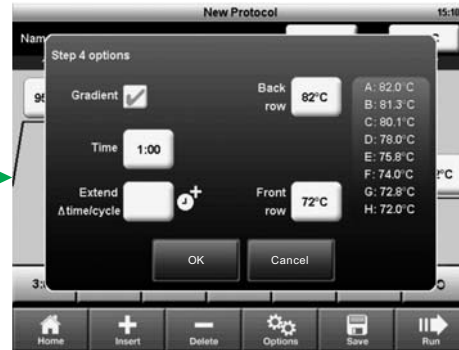 New Protocol 15:10
Nam
Step 4 options
Gradient
Time 1:00
Extend
Δtime/cycle
Back
row 82°C
Front
row 72°C
A: 82.0°C
B: 81.3°C
C: 80.1°C
D: 78.0°C
E: 75.8°C
F: 74.0°C
G: 72.8°C
H: 72.0°C
OK Cancel
Home Insert Delete Options Save Run